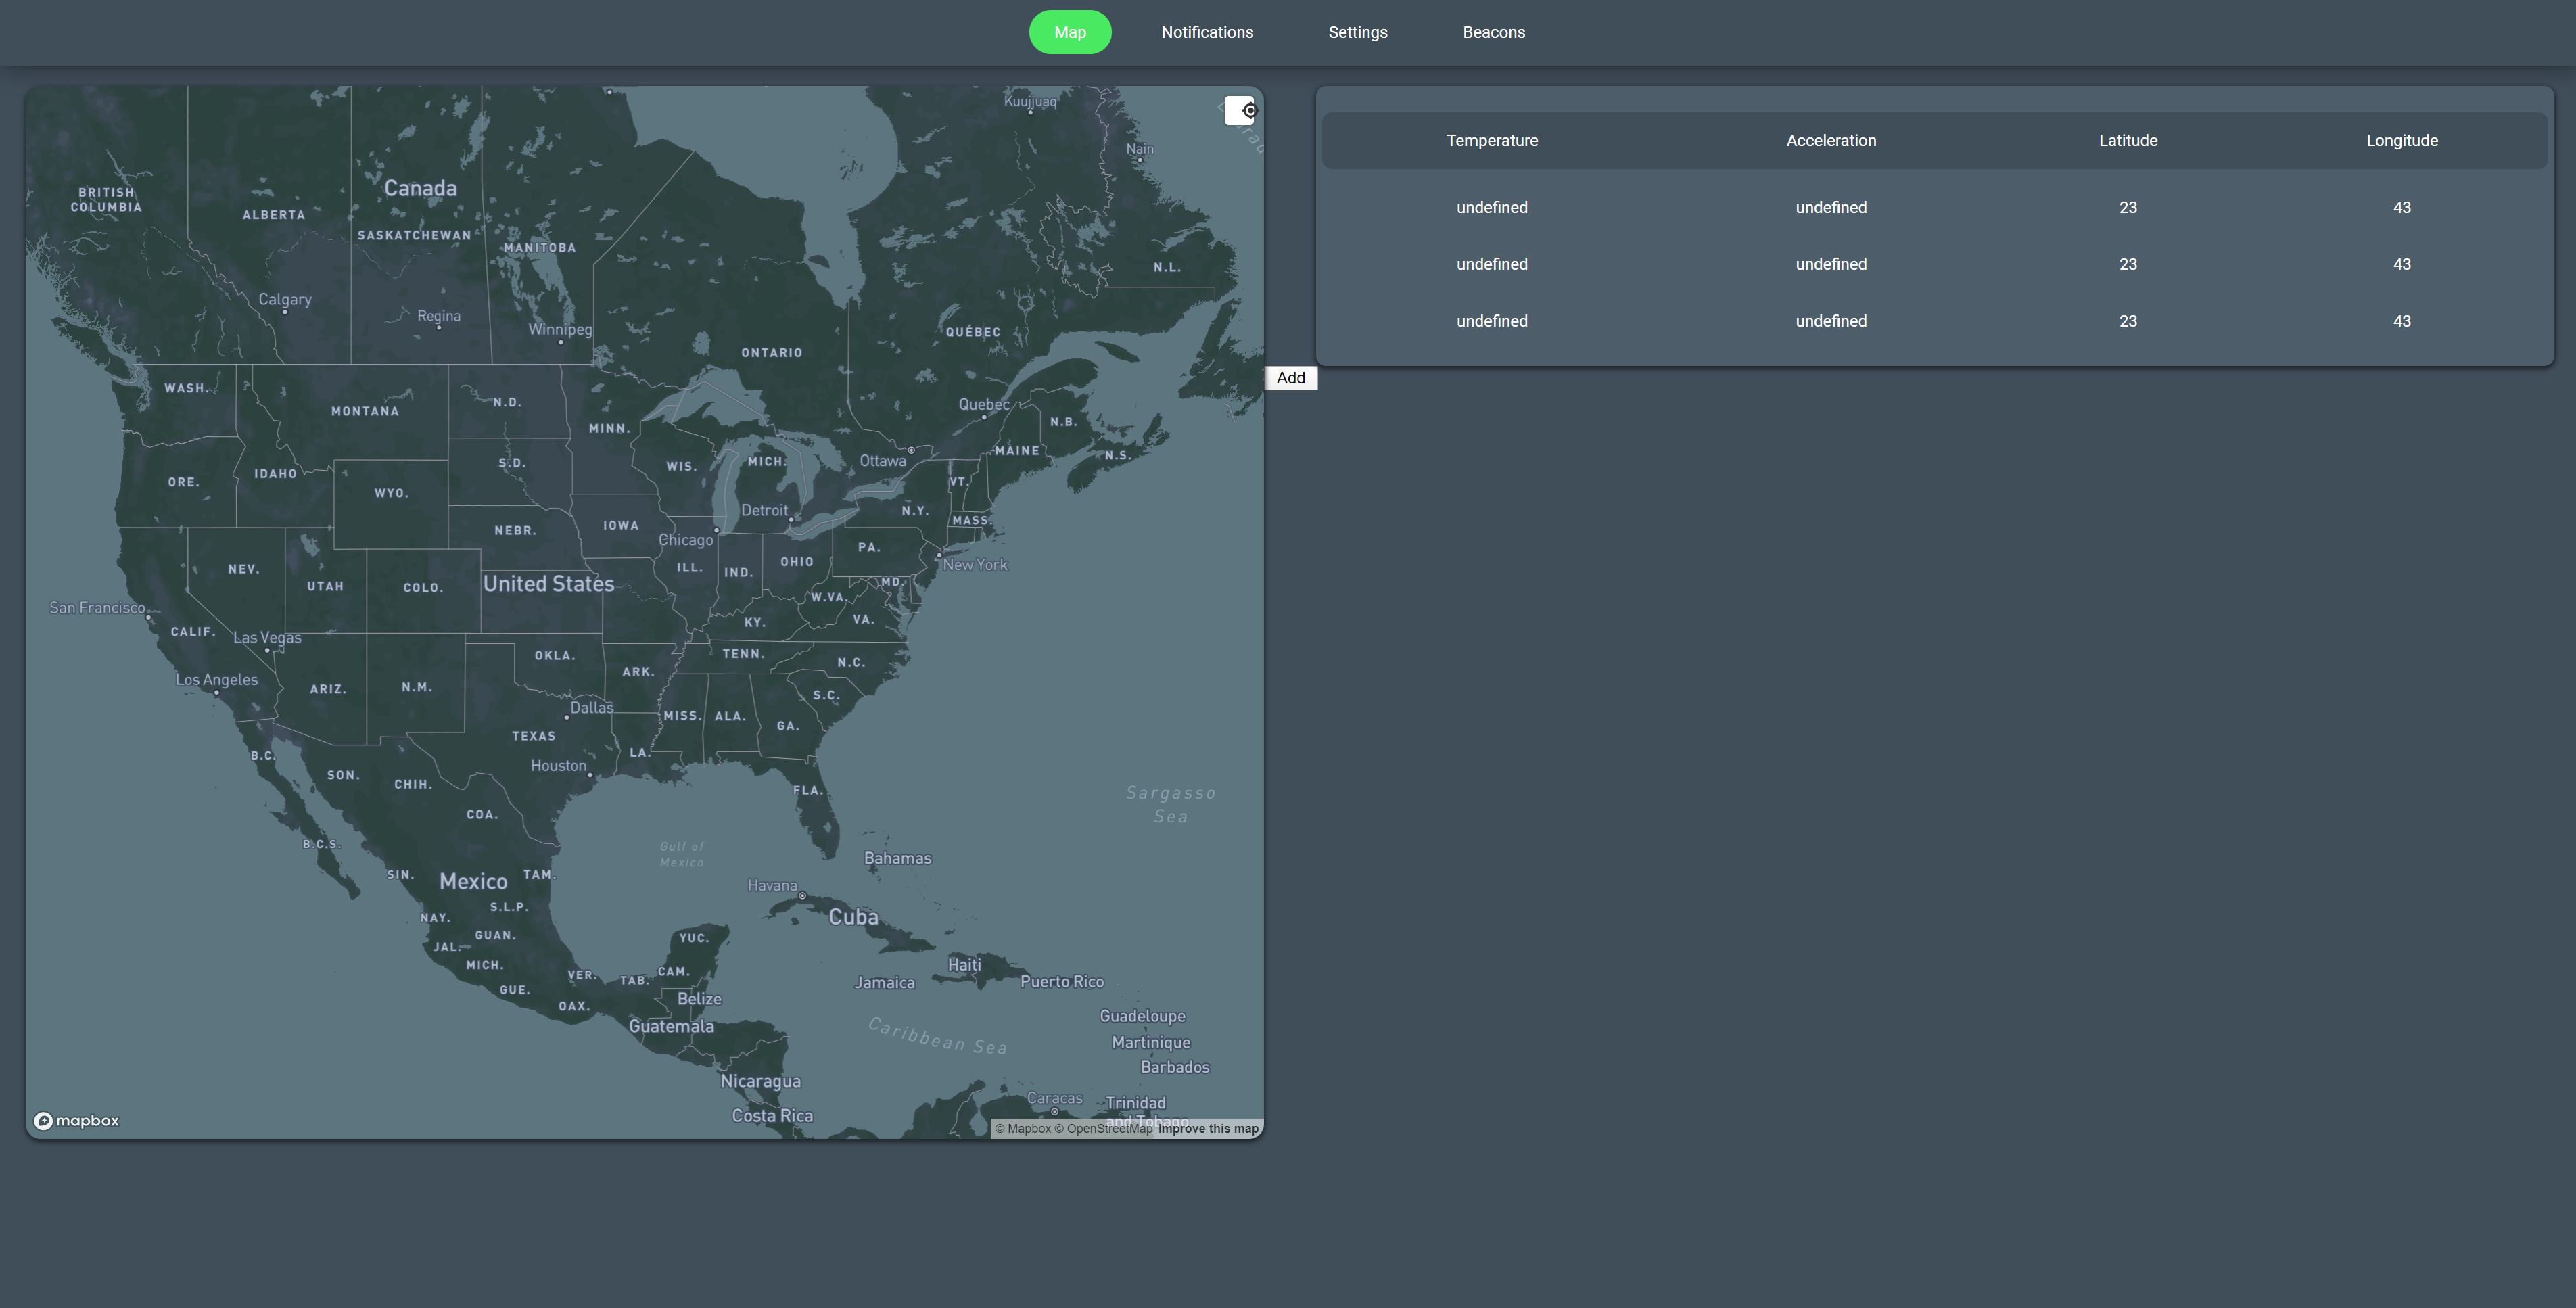 Map Notifications Settings Beacons
Kuujjuaq
Nain
BRITISH
COLUMBIA
Canada
ALBERTA
SASKATCHEWAN
MANITOBA
N.L.
Calgary
Regina
Winnipeg
QUÉBEC
ONTARIO
WASH.
MONTANA
N.D.
Quebec
MINN.
N.B.
MAINE
N.S.
Ottawa
MICH.
WIS.
S.D.
IDAHO
ORE.
WYO.
VT.
Detroit
N.Y.
MASS.
IOWA
NEBR.
Chicago
PA.
OHIO
New York
NEV.
ILL.
IND.
MD.
UTAH
COLO.
United States
W.VA.
San Francisco
KY.
VA.
CALIF.
Las Vegas
TENN.
OKLA.
N.C.
ARK.
Los Angeles
ARIZ.
N.M.
S.C.
Dallas
MISS.
ALA.
GA.
TEXAS
LA.
B.C.
Houston
SON.
CHIH.
FLA.
Sargasso
Sea
COA.
B.C.S.
Gulf of
Mexico
Bahamas
SIN.
Mexico
TAM.
Havana
Cuba
NAY.
S.L.P.
GUAN.
JAL.
YUC.
MICH.
Haiti
VER.
TAB.
CAM.
Jamaica
Puerto Rico
GUE.
OAX.
Belize
Guatemala
Guadeloupe
Caribbean Sea
Martinique
Barbados
Nicaragua
Caracas
Trinidad
and Tobago
Costa Rica
mapbox
© Mapbox © OpenStreetMap Improve this map
Add
Temperature Acceleration Latitude Longitude
undefined undefined 23 43
undefined undefined 23 43
undefined undefined 23 43